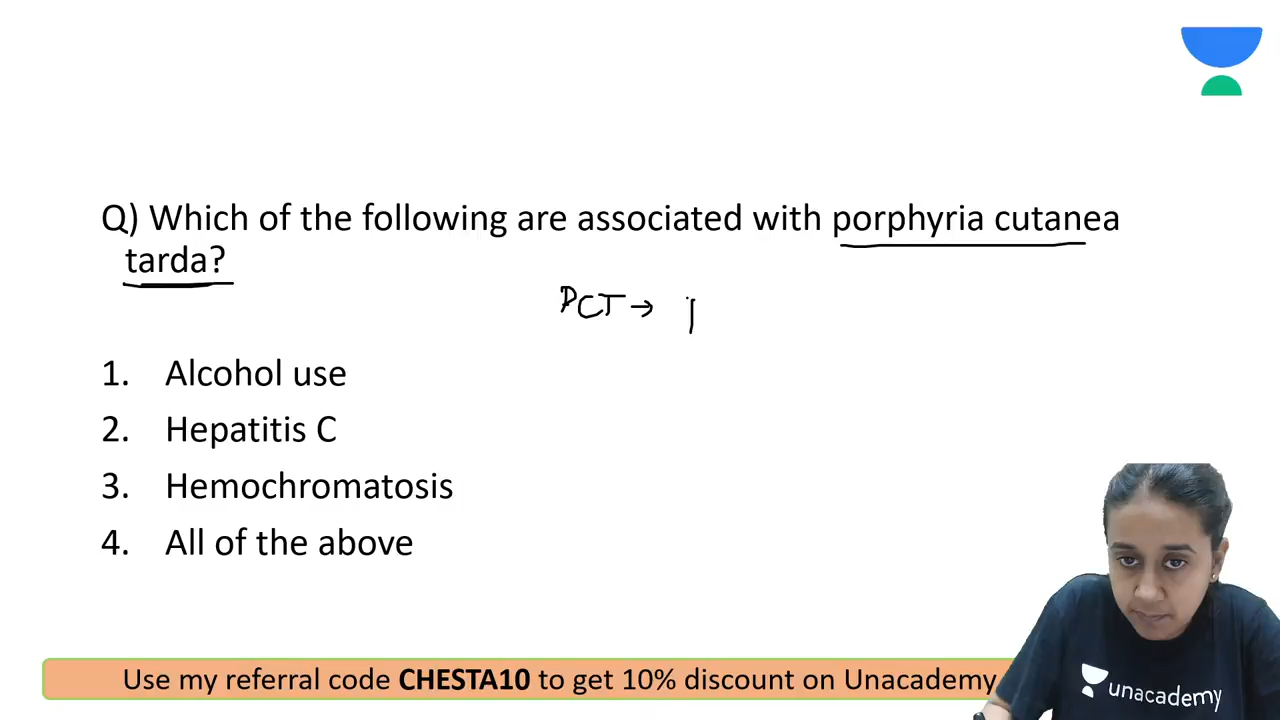 Q) Which of the following are associated with porphyria cutanea
tarda?
PCT →
1. Alcohol use
2. Hepatitis C
3. Hemochromatosis
4. All of the above
Use my referral code CHESTA10 to get 10% discount on Unacademy
unacademy